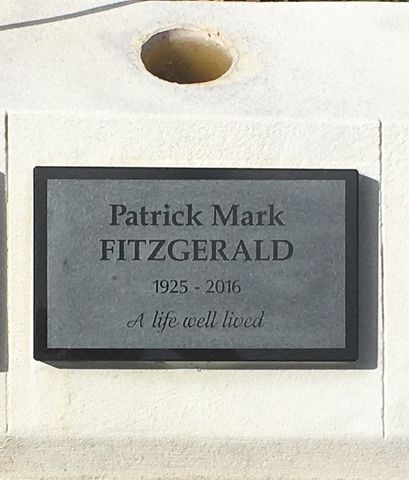 Patrick Mark
FITZGERALD
1925 - 2016
A life well lived